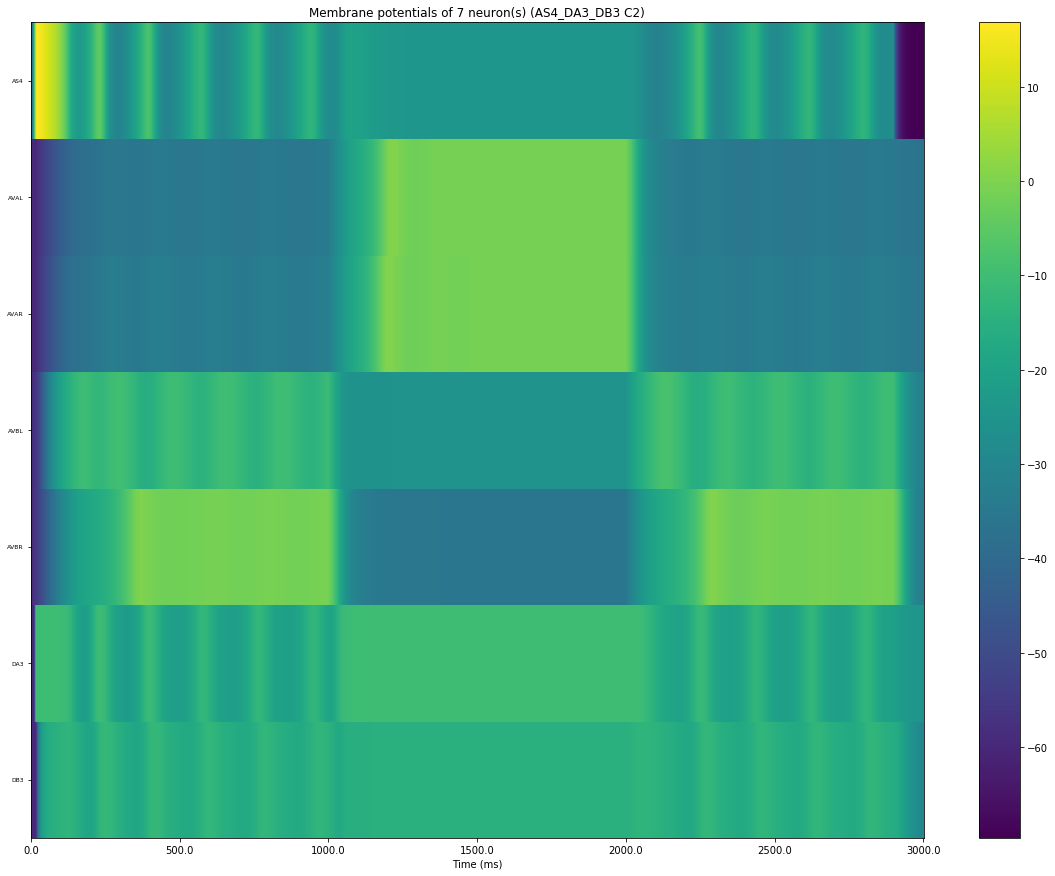 Membrane potentials of 7 neuron(s) (AS4_DA3_DB3 C2)
AS4
AVAL
AVAR
AVBL
AVBR
DA3
DB3
0.0 500.0 1000.0 1500.0 2000.0 2500.0 3000.0
Time (ms)
10
0
−10
−20
−30
−40
−50
−60